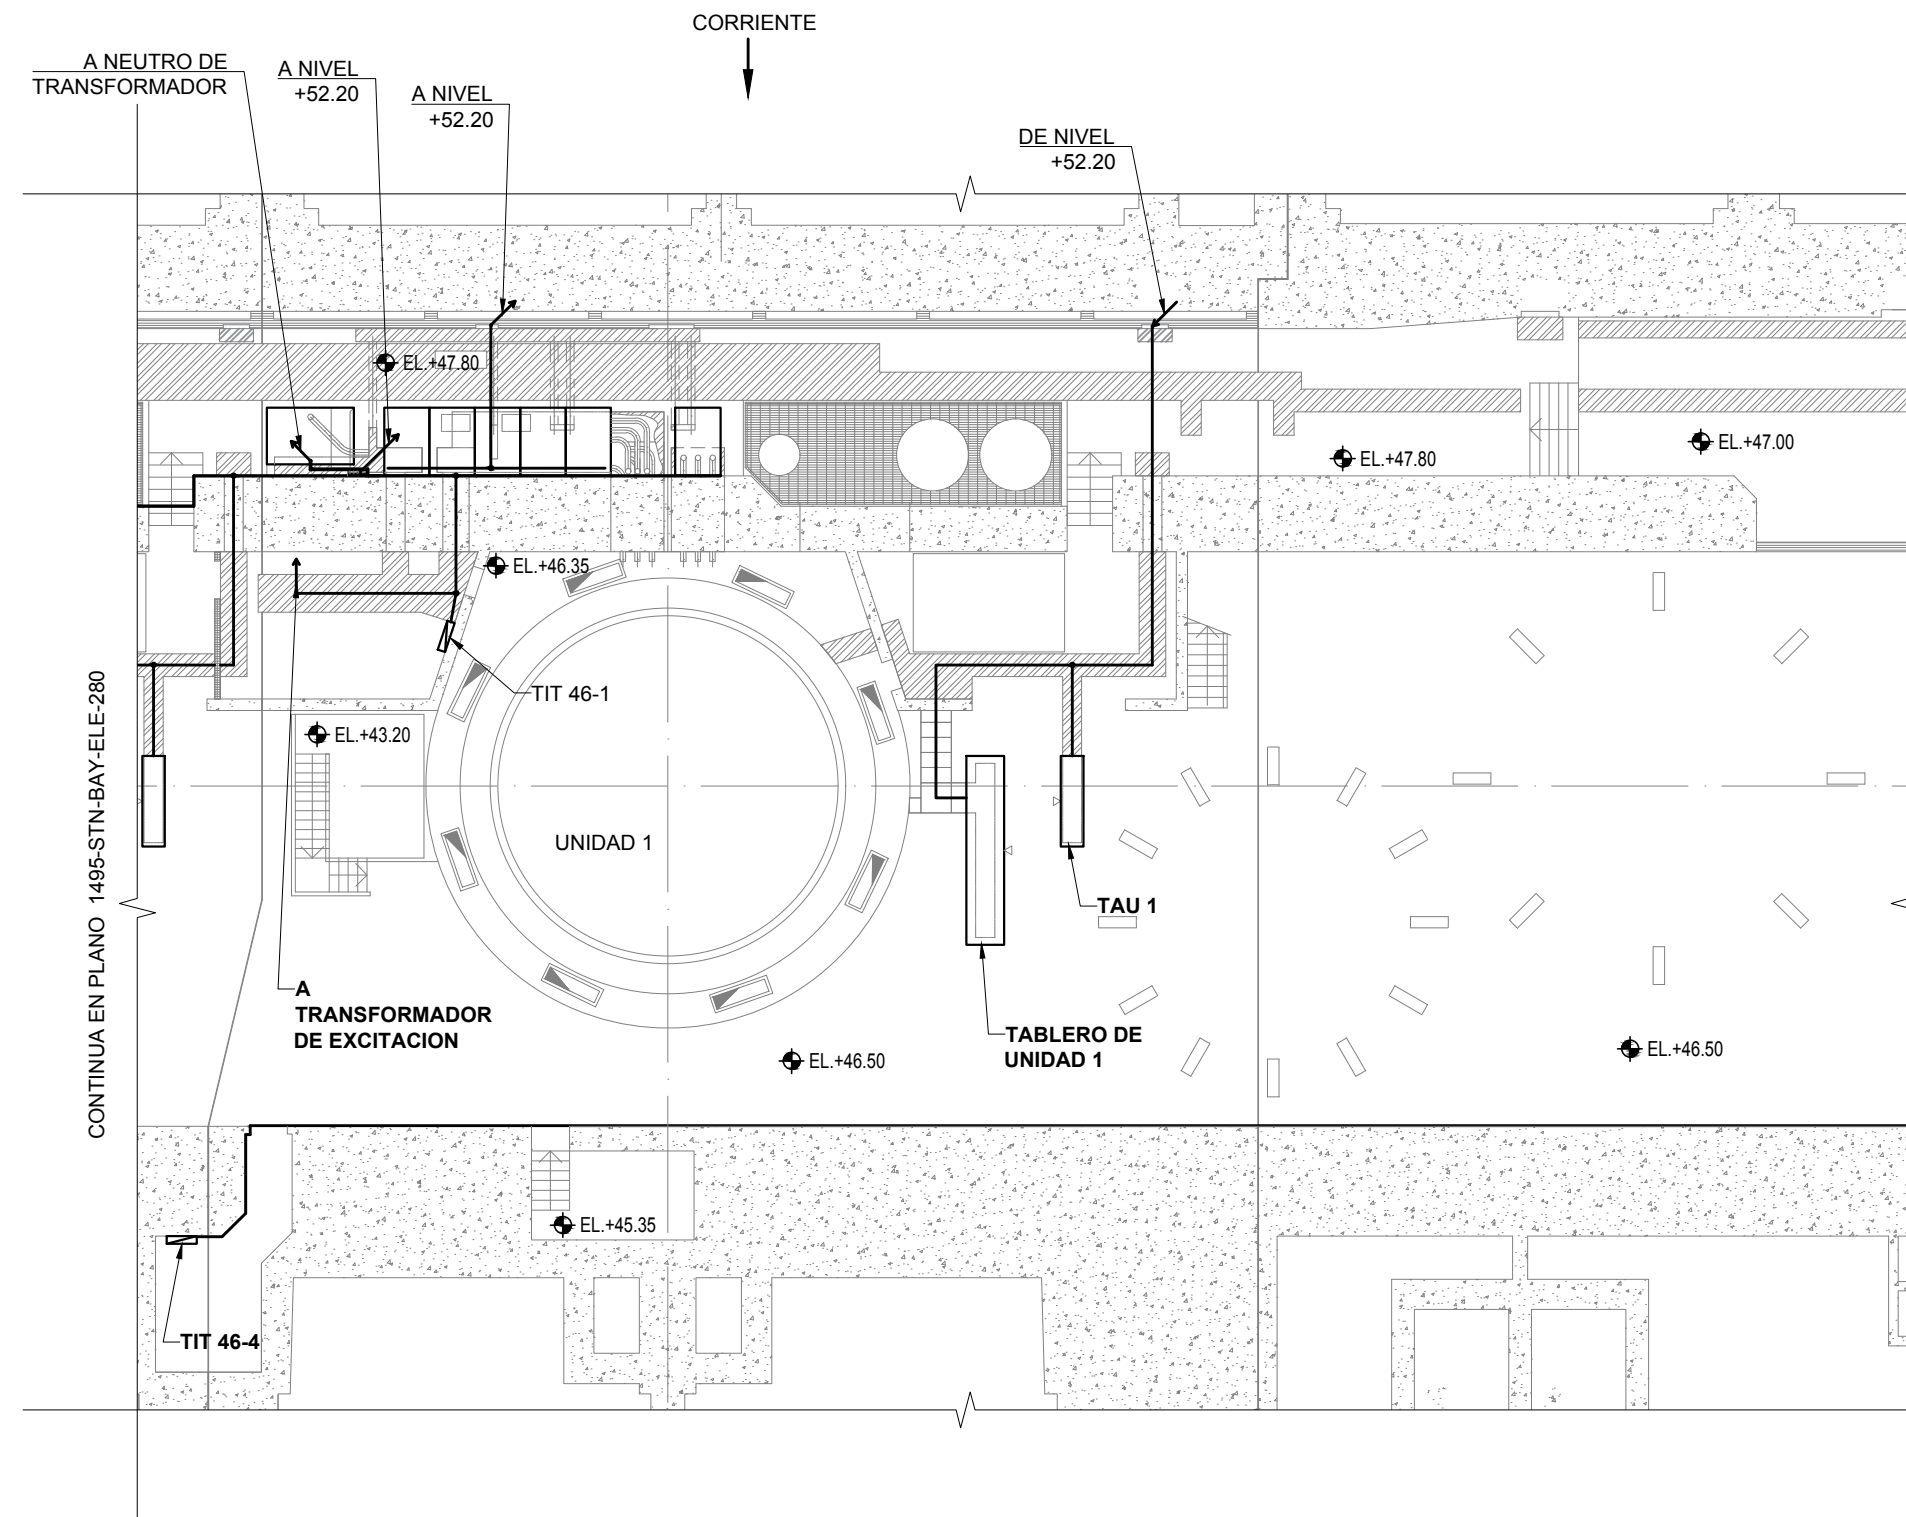 CORRIENTE
A NEUTRO DE
TRANSFORMADOR
A NIVEL
+52.20
A NIVEL
+52.20
DE NIVEL
+52.20
EL.+47.80
EL.+47.80
EL.+47.00
EL.+46.35
TIT 46-1
EL.+43.20
UNIDAD 1
TAU 1
A
TRANSFORMADOR
DE EXCITACION
TABLERO DE
UNIDAD 1
EL.+46.50
EL.+46.50
CONTINUA EN PLANO 1495-STN-BAY-ELE-280
EL.+45.35
TIT 46-4